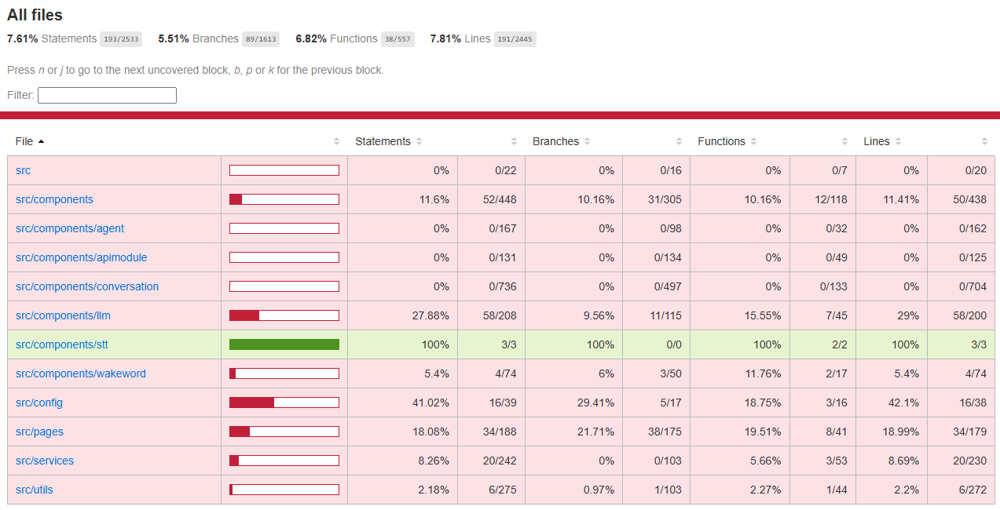 All files
7.61% Statements 193/2533 5.51% Branches 89/1613 6.82% Functions 38/557 7.81% Lines 191/2445
Press n or j to go to the next uncovered block, b, p or k for the previous block.
Filter:
File Statements Branches Functions Lines
src 0% 0/22 0% 0/16 0% 0/7 0% 0/20
src/components 11.6% 52/448 10.16% 31/305 10.16% 12/118 11.41% 50/438
src/components/agent 0% 0/167 0% 0/98 0% 0/32 0% 0/162
src/components/apimodule 0% 0/131 0% 0/134 0% 0/49 0% 0/125
src/components/conversation 0% 0/736 0% 0/497 0% 0/133 0% 0/704
src/components/llm 27.88% 58/208 9.56% 11/115 15.55% 7/45 29% 58/200
src/components/stt 100% 3/3 100% 0/0 100% 2/2 100% 3/3
src/components/wakeword 5.4% 4/74 6% 3/50 11.76% 2/17 5.4% 4/74
src/config 41.02% 16/39 29.41% 5/17 18.75% 3/16 42.1% 16/38
src/pages 18.08% 34/188 21.71% 38/175 19.51% 8/41 18.99% 34/179
src/services 8.26% 20/242 0% 0/103 5.66% 3/53 8.69% 20/230
src/utils 2.18% 6/275 0.97% 1/103 2.27% 1/44 2.2% 6/272